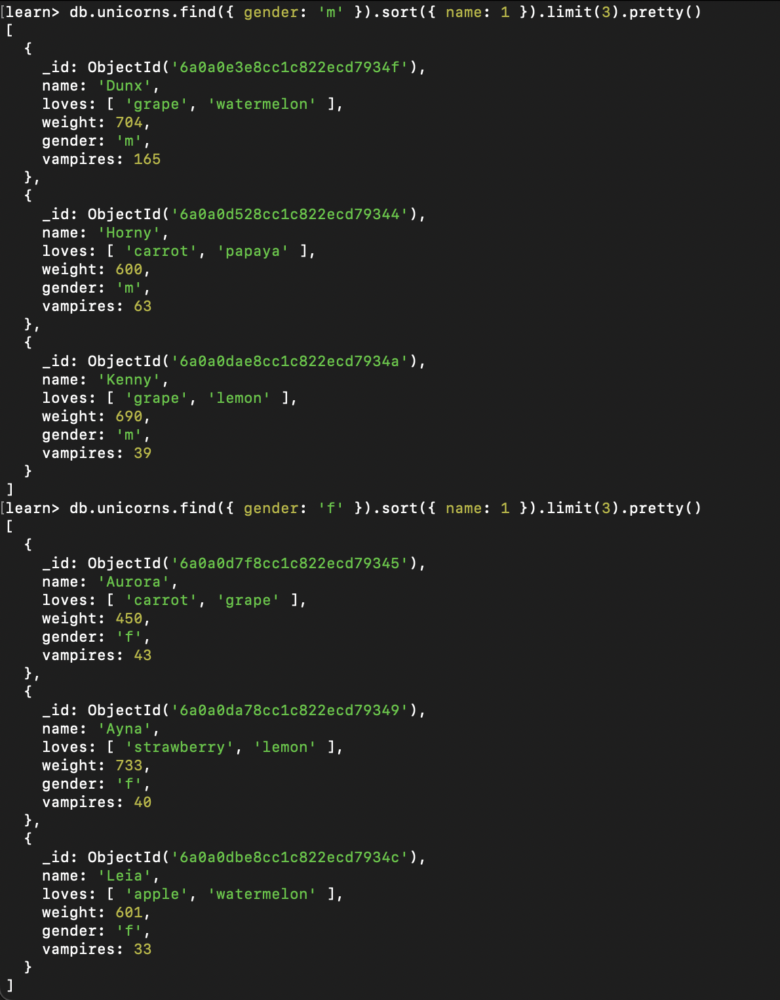 [learn> db.unicorns.find({ gender: 'm' }).sort({ name: 1 }).limit(3).pretty()
[
  {
    _id: ObjectId('6a0a0e3e8cc1c822ecd7934f'),
    name: 'Dunx',
    loves: [ 'grape', 'watermelon' ],
    weight: 704,
    gender: 'm',
    vampires: 165
  },
  {
    _id: ObjectId('6a0a0d528cc1c822ecd79344'),
    name: 'Horny',
    loves: [ 'carrot', 'papaya' ],
    weight: 600,
    gender: 'm',
    vampires: 63
  },
  {
    _id: ObjectId('6a0a0dae8cc1c822ecd7934a'),
    name: 'Kenny',
    loves: [ 'grape', 'lemon' ],
    weight: 690,
    gender: 'm',
    vampires: 39
  }
]
[learn> db.unicorns.find({ gender: 'f' }).sort({ name: 1 }).limit(3).pretty()
[
  {
    _id: ObjectId('6a0a0d7f8cc1c822ecd79345'),
    name: 'Aurora',
    loves: [ 'carrot', 'grape' ],
    weight: 450,
    gender: 'f',
    vampires: 43
  },
  {
    _id: ObjectId('6a0a0da78cc1c822ecd79349'),
    name: 'Ayna',
    loves: [ 'strawberry', 'lemon' ],
    weight: 733,
    gender: 'f',
    vampires: 40
  },
  {
    _id: ObjectId('6a0a0dbe8cc1c822ecd7934c'),
    name: 'Leia',
    loves: [ 'apple', 'watermelon' ],
    weight: 601,
    gender: 'f',
    vampires: 33
  }
]